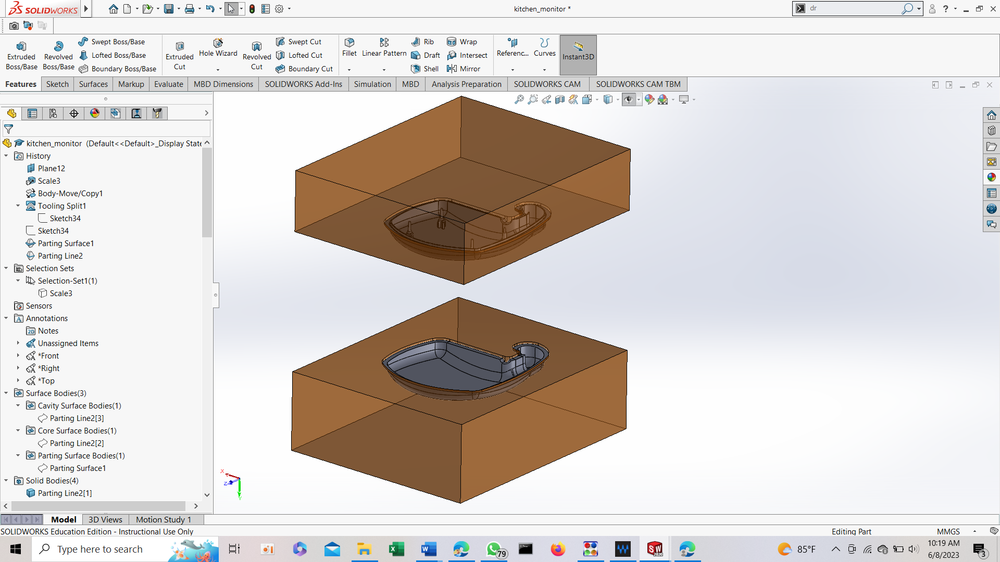 SOLIDWORKS
kitchen_monitor *
dr
Extruded Boss/Base
Revolved Boss/Base
Swept Boss/Base
Lofted Boss/Base
Boundary Boss/Base
Extruded Cut
Hole Wizard
Revolved Cut
Swept Cut
Lofted Cut
Boundary Cut
Fillet
Linear Pattern
Rib
Draft
Shell
Wrap
Intersect
Mirror
Referenc...
Curves
Instant3D
Features
Sketch
Surfaces
Markup
Evaluate
MBD Dimensions
SOLIDWORKS Add-Ins
Simulation
MBD
Analysis Preparation
SOLIDWORKS CAM
SOLIDWORKS CAM TBM
kitchen_monitor (Default<<Default>_Display State
History
Plane12
Scale3
Body-Move/Copy1
Tooling Split1
Sketch34
Sketch34
Parting Surface1
Parting Line2
Selection Sets
Selection-Set1(1)
Scale3
Sensors
Annotations
Notes
Unassigned Items
*Front
*Right
*Top
Surface Bodies(3)
Cavity Surface Bodies(1)
Parting Line2[3]
Core Surface Bodies(1)
Parting Line2[2]
Parting Surface Bodies(1)
Parting Surface1
Solid Bodies(4)
Parting Line2[1]
X
Z
Y
Model
3D Views
Motion Study 1
SOLIDWORKS Education Edition - Instructional Use Only
Editing Part
MMGS
Type here to search
79
SW
2020
85°F
10:19 AM
6/8/2023
3